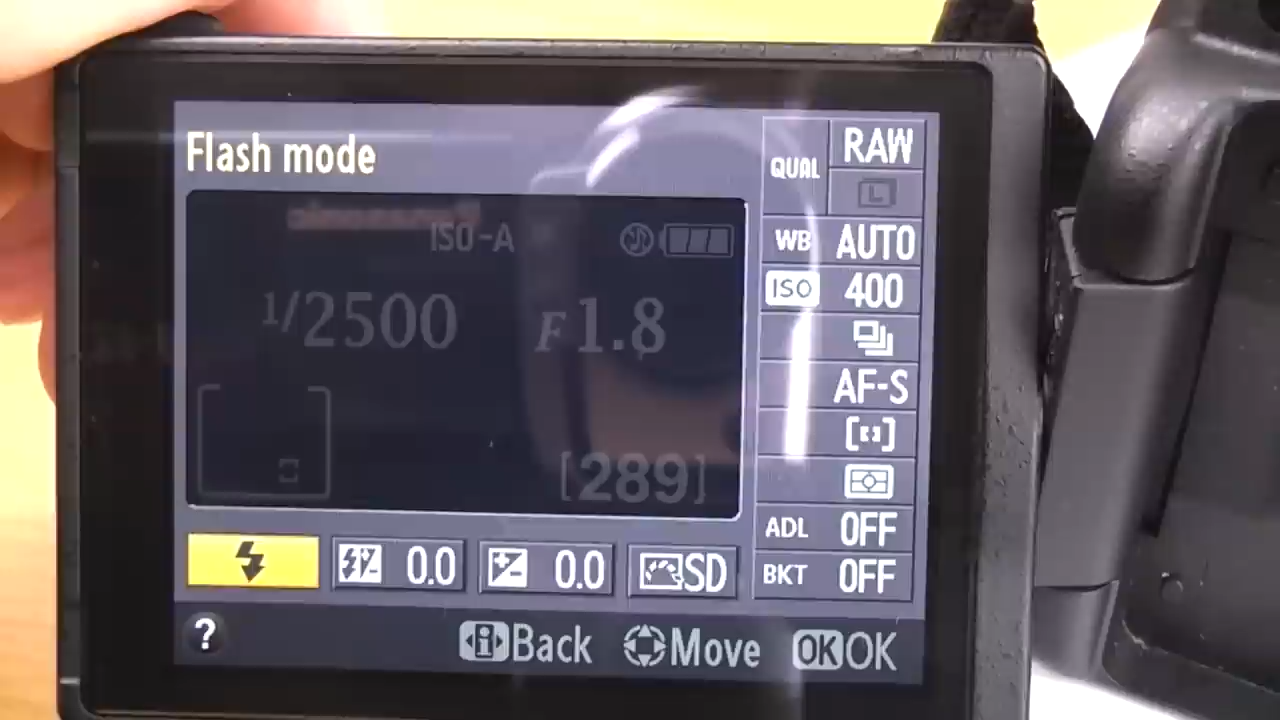 Flash mode
ISO-A
1/2500 F1.8
[289]
QUAL RAW
L
WB AUTO
ISO 400
AF-S
ADL OFF
BKT OFF
0.0 0.0 SD
?
i Back Move OK OK